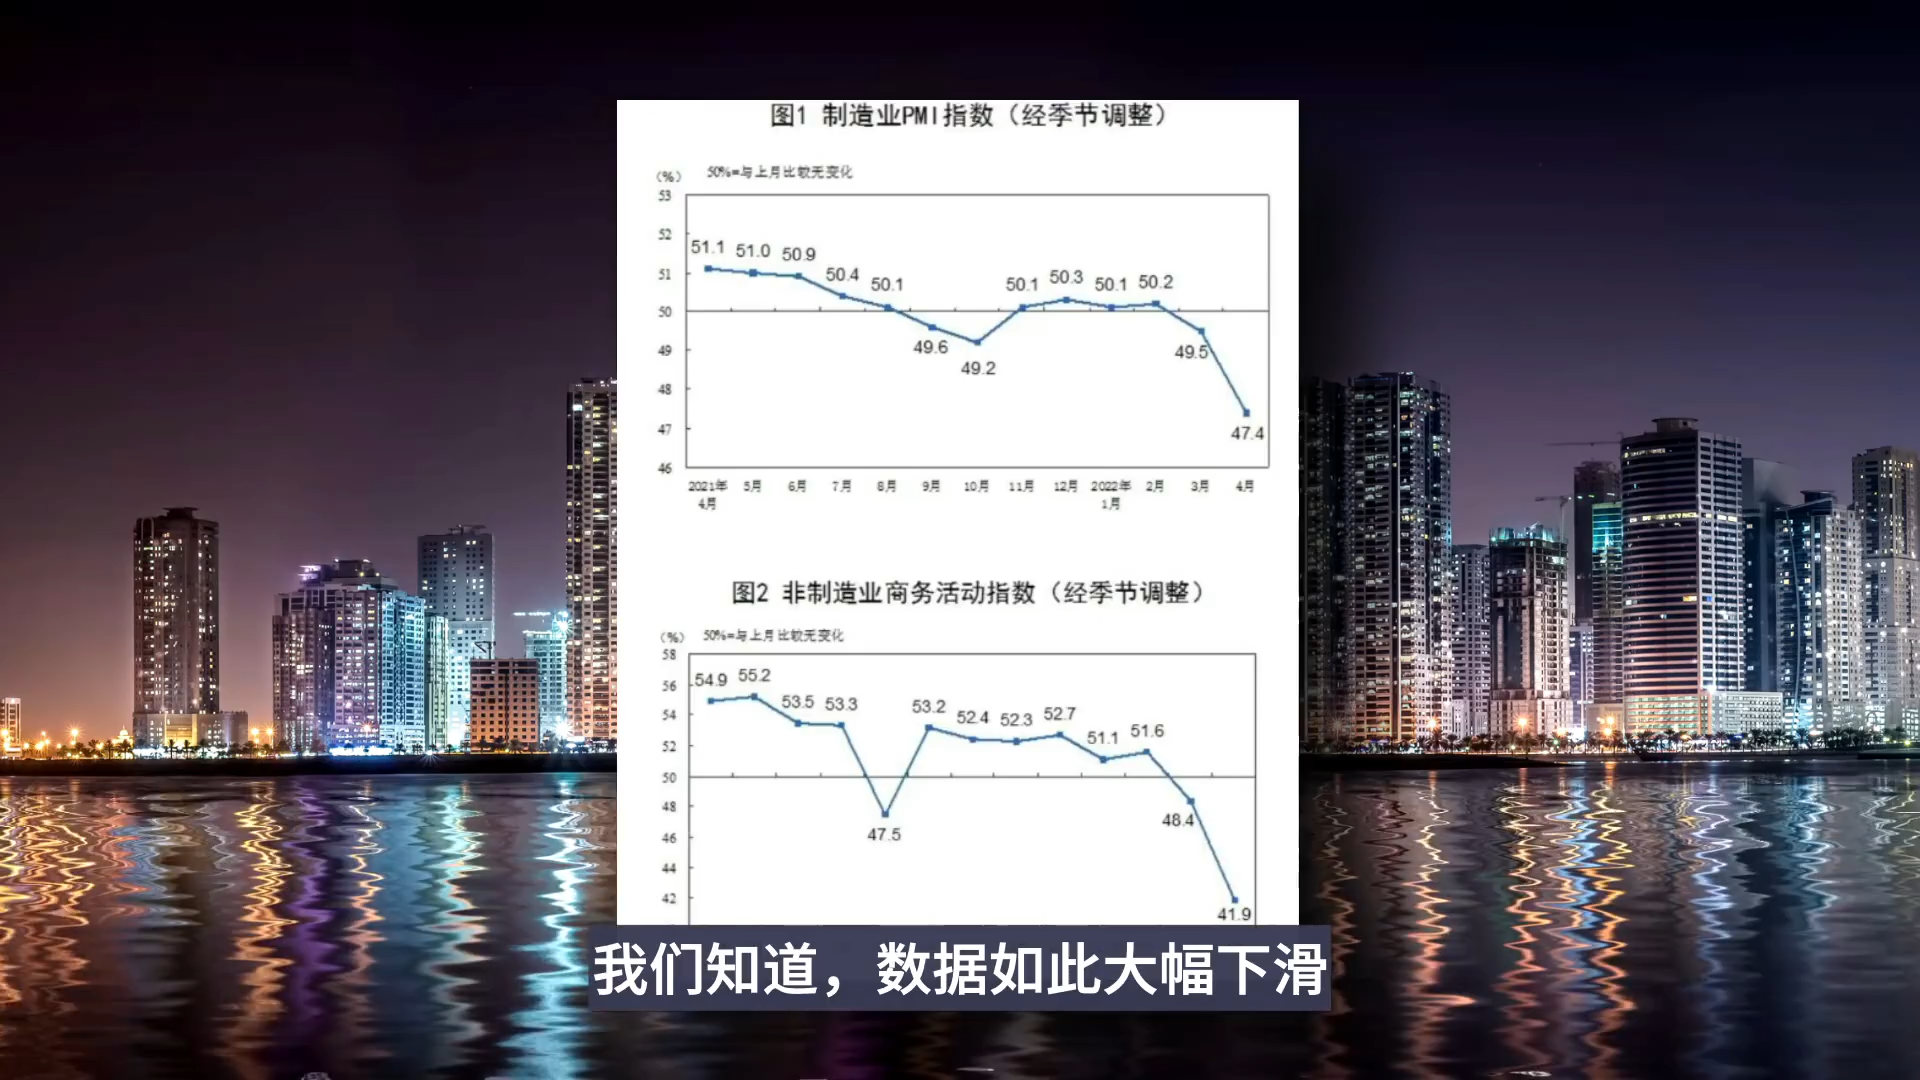 图1 制造业PMI指数（经季节调整）
（%） 50%=与上月比较无变化
53
52
51
50
49
48
47
46
51.1 51.0 50.9 50.4 50.1 49.6 49.2 50.1 50.3 50.1 50.2 49.5 47.4
2021年 5月 6月 7月 8月 9月 10月 11月 12月 2022年 2月 3月 4月
4月 1月
图2 非制造业商务活动指数（经季节调整）
（%） 50%=与上月比较无变化
58
56
54
52
50
48
46
44
42
54.9 55.2 53.5 53.3 47.5 53.2 52.4 52.3 52.7 51.1 51.6 48.4 41.9
我们知道，数据如此大幅下滑